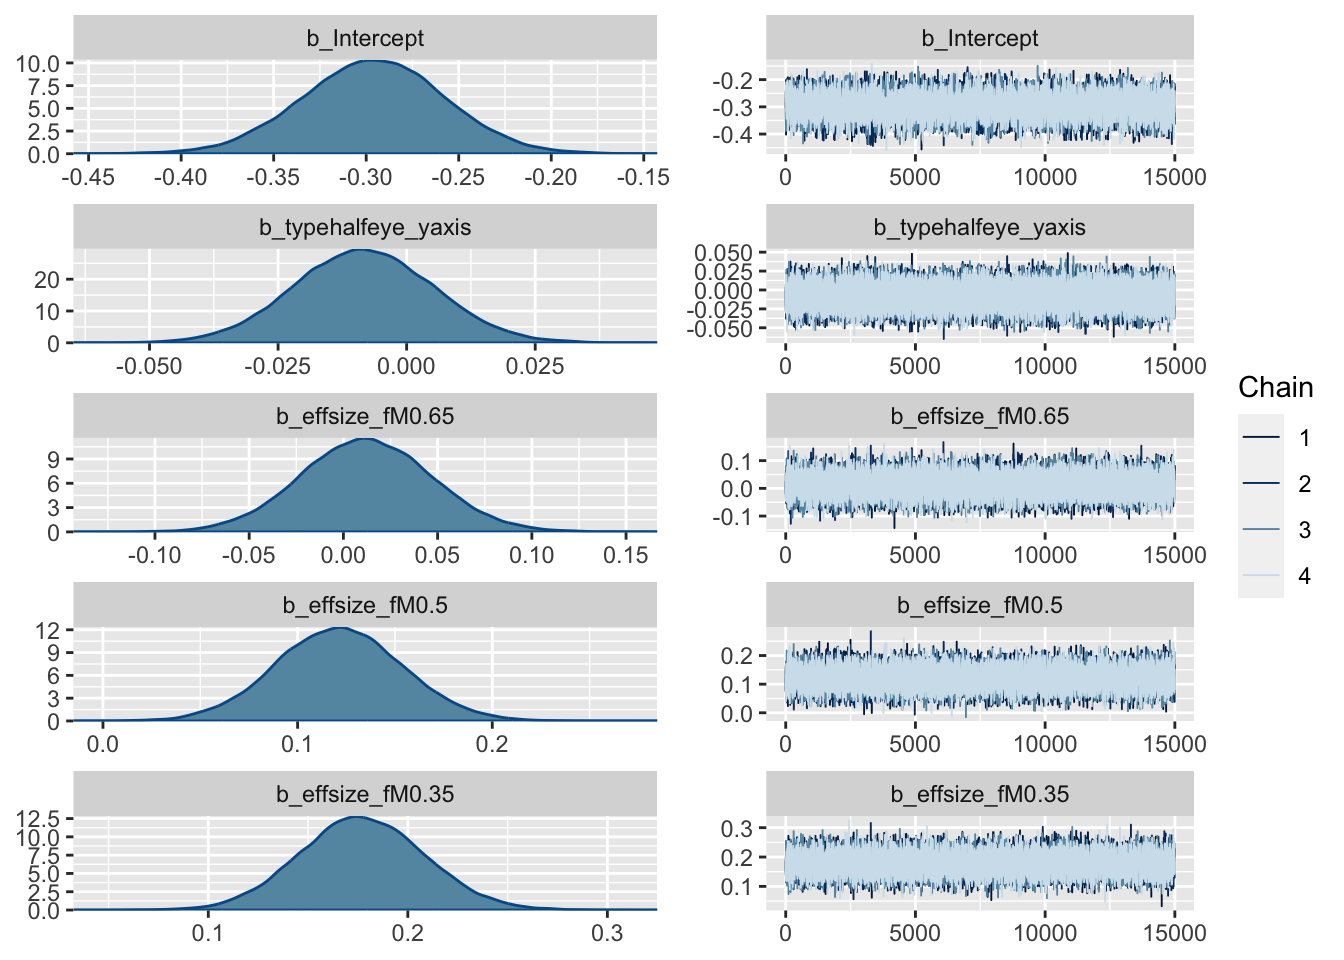 b_Intercept
10.0
7.5
5.0
2.5
0.0
-0.45 -0.40 -0.35 -0.30 -0.25 -0.20 -0.15
b_Intercept
-0.2
-0.3
-0.4
0 5000 10000 15000
b_typehalfeye_yaxis
20
10
0
-0.050 -0.025 0.000 0.025
b_typehalfeye_yaxis
0.050
0.025
0.000
-0.025
-0.050
0 5000 10000 15000
b_effsize_fM0.65
9
6
3
0
-0.10 -0.05 0.00 0.05 0.10 0.15
b_effsize_fM0.65
0.1
0.0
-0.1
0 5000 10000 15000
b_effsize_fM0.5
12
9
6
3
0
0.0 0.1 0.2
b_effsize_fM0.5
0.2
0.1
0.0
0 5000 10000 15000
b_effsize_fM0.35
12.5
10.0
7.5
5.0
2.5
0.0
0.1 0.2 0.3
b_effsize_fM0.35
0.3
0.2
0.1
0 5000 10000 15000
Chain
1
2
3
4